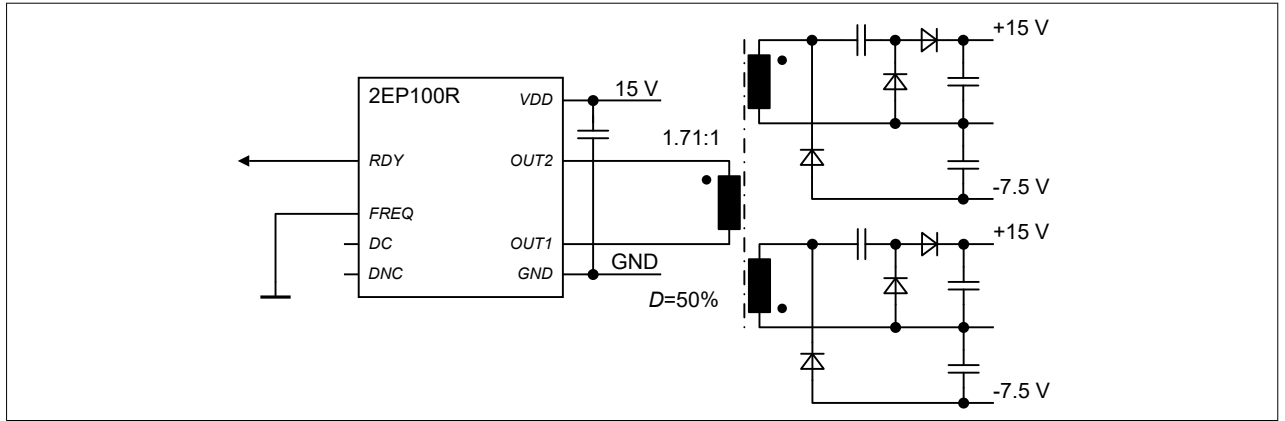 2EP100R
VDD
15 V
RDY
OUT2
1.71:1
FREQ
DC
OUT1
DNC
GND
GND
D=50%
+15 V
-7.5 V
+15 V
-7.5 V